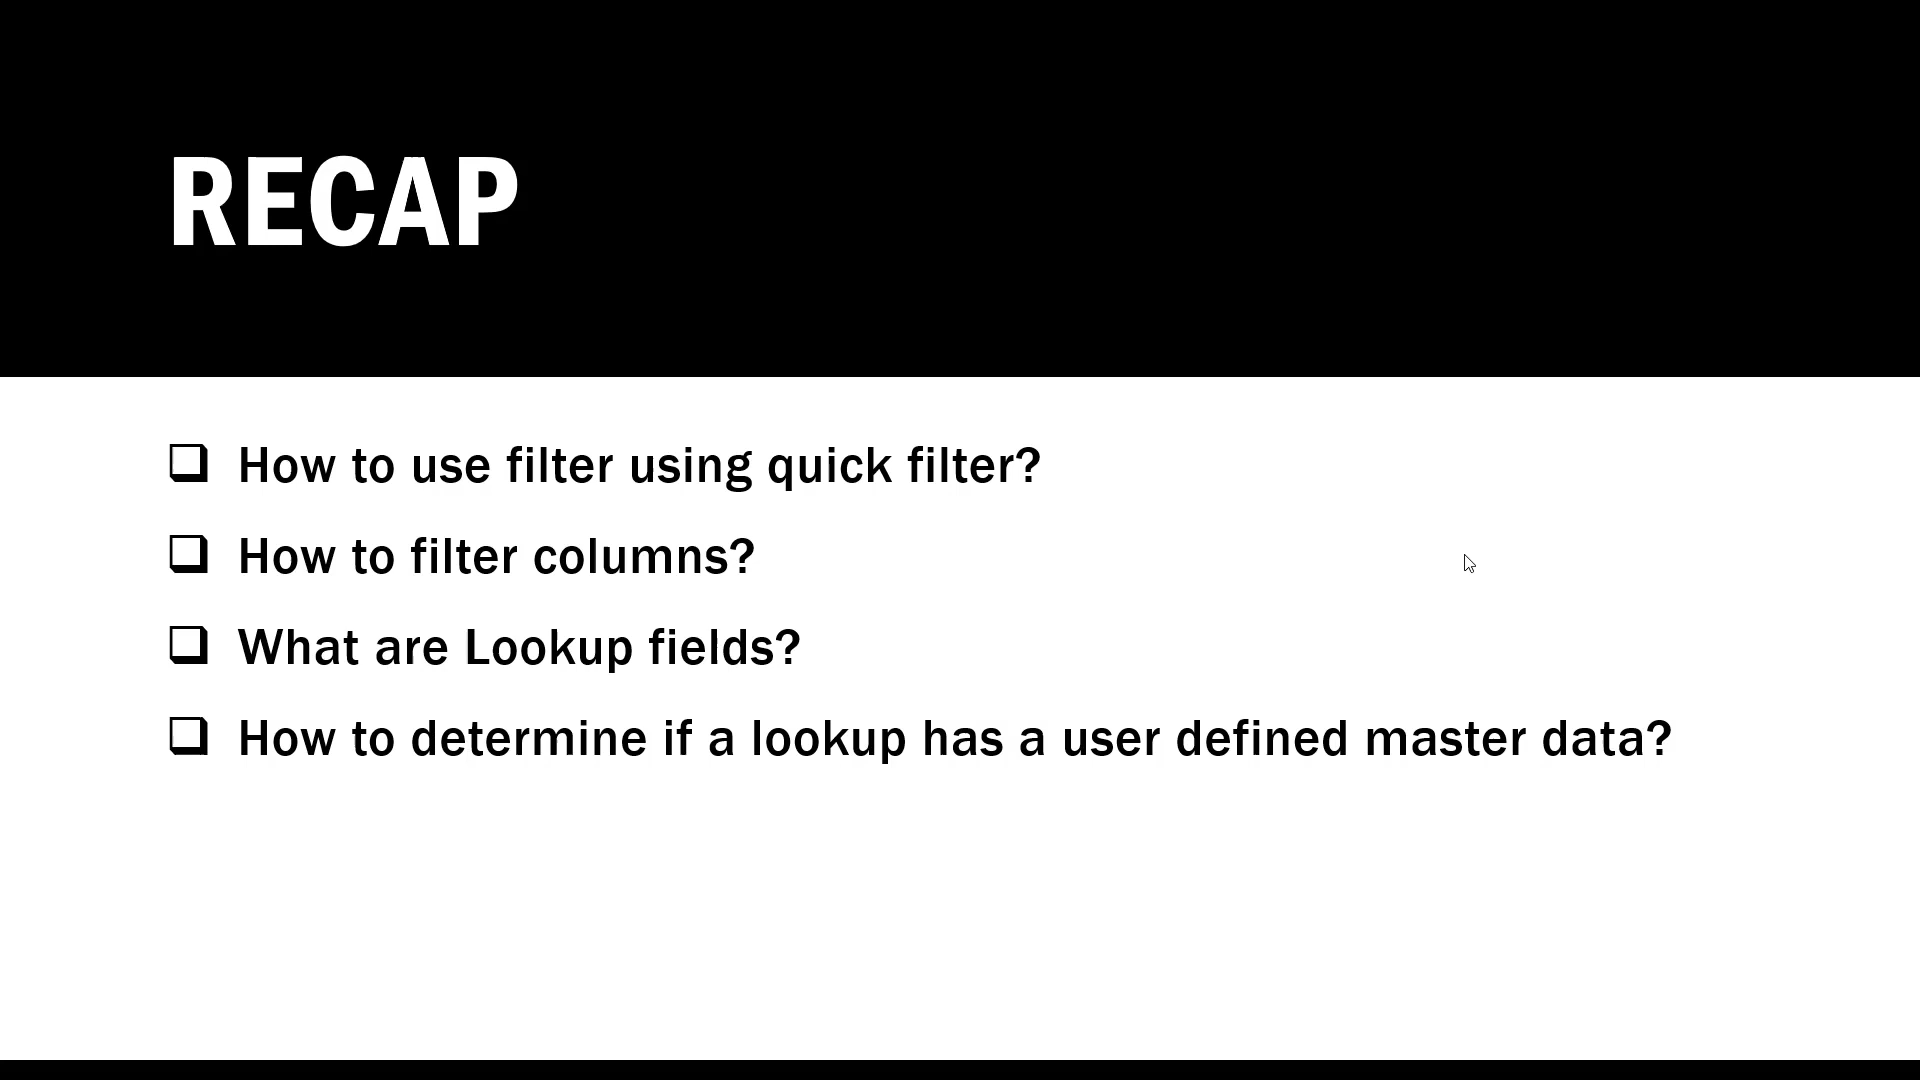 RECAP
How to use filter using quick filter?
How to filter columns?
What are Lookup fields?
How to determine if a lookup has a user defined master data?